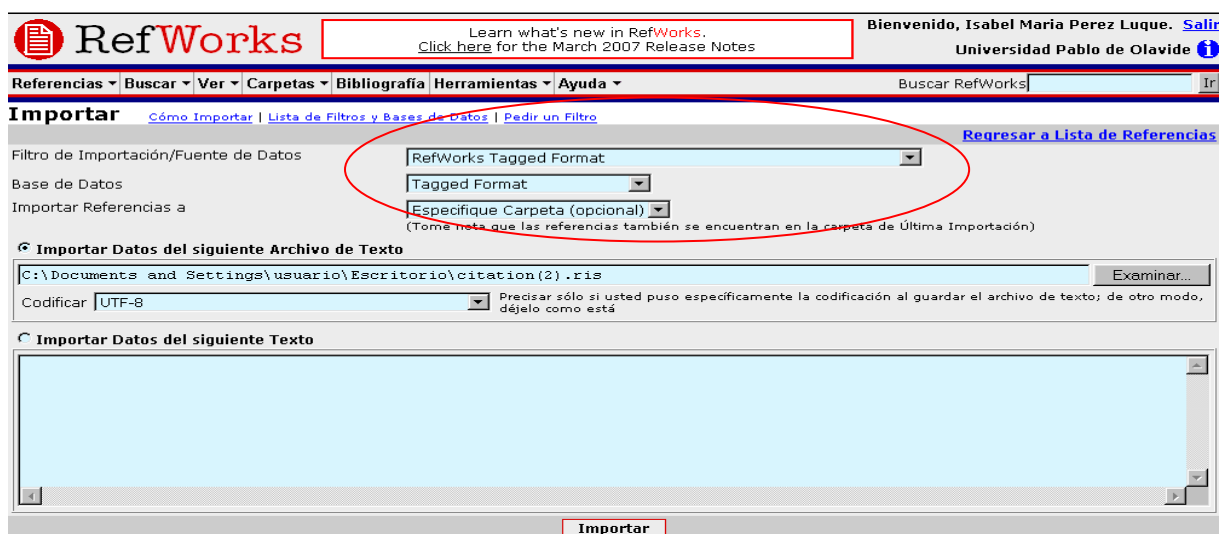 RefWorks
Learn what's new in RefWorks.
Click here for the March 2007 Release Notes
Bienvenido, Isabel Maria Perez Luque. Salir
Universidad Pablo de Olavide
Referencias Buscar Ver Carpetas Bibliografía Herramientas Ayuda
Buscar RefWorks Ir
Importar Cómo Importar | Lista de Filtros y Bases de Datos | Pedir un Filtro
Regresar a Lista de Referencias
Filtro de Importación/Fuente de Datos RefWorks Tagged Format
Base de Datos Tagged Format
Importar Referencias a Especifique Carpeta (opcional)
(Tome nota que las referencias también se encuentran en la carpeta de Última Importación)
Importar Datos del siguiente Archivo de Texto
C:\Documents and Settings\usuario\Escritorio\citation(2).ris Examinar...
Codificar UTF-8 Precisar sólo si usted puso específicamente la codificación al guardar el archivo de texto; de otro modo,
déjelo como está
Importar Datos del siguiente Texto
Importar